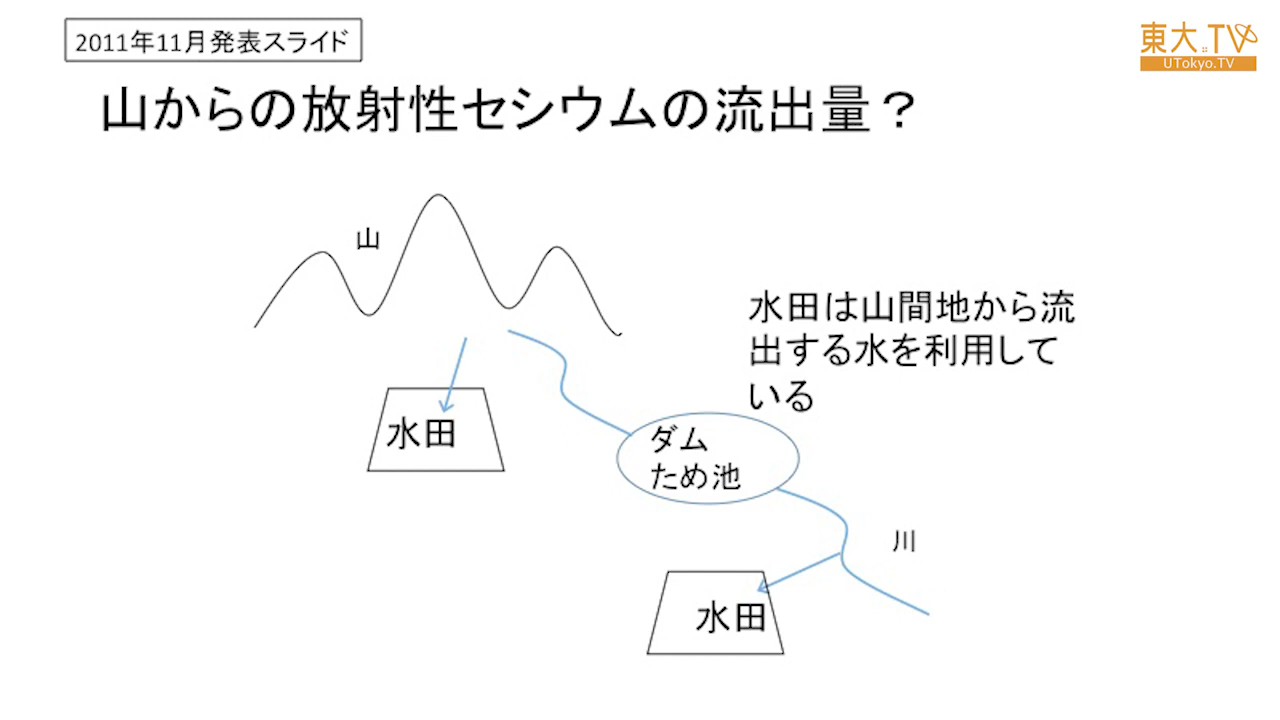 2011年11月発表スライド
東大TV
UTokyo.TV
山からの放射性セシウムの流出量？
山
水田は山間地から流
出する水を利用して
いる
水田
ダム
ため池
川
水田